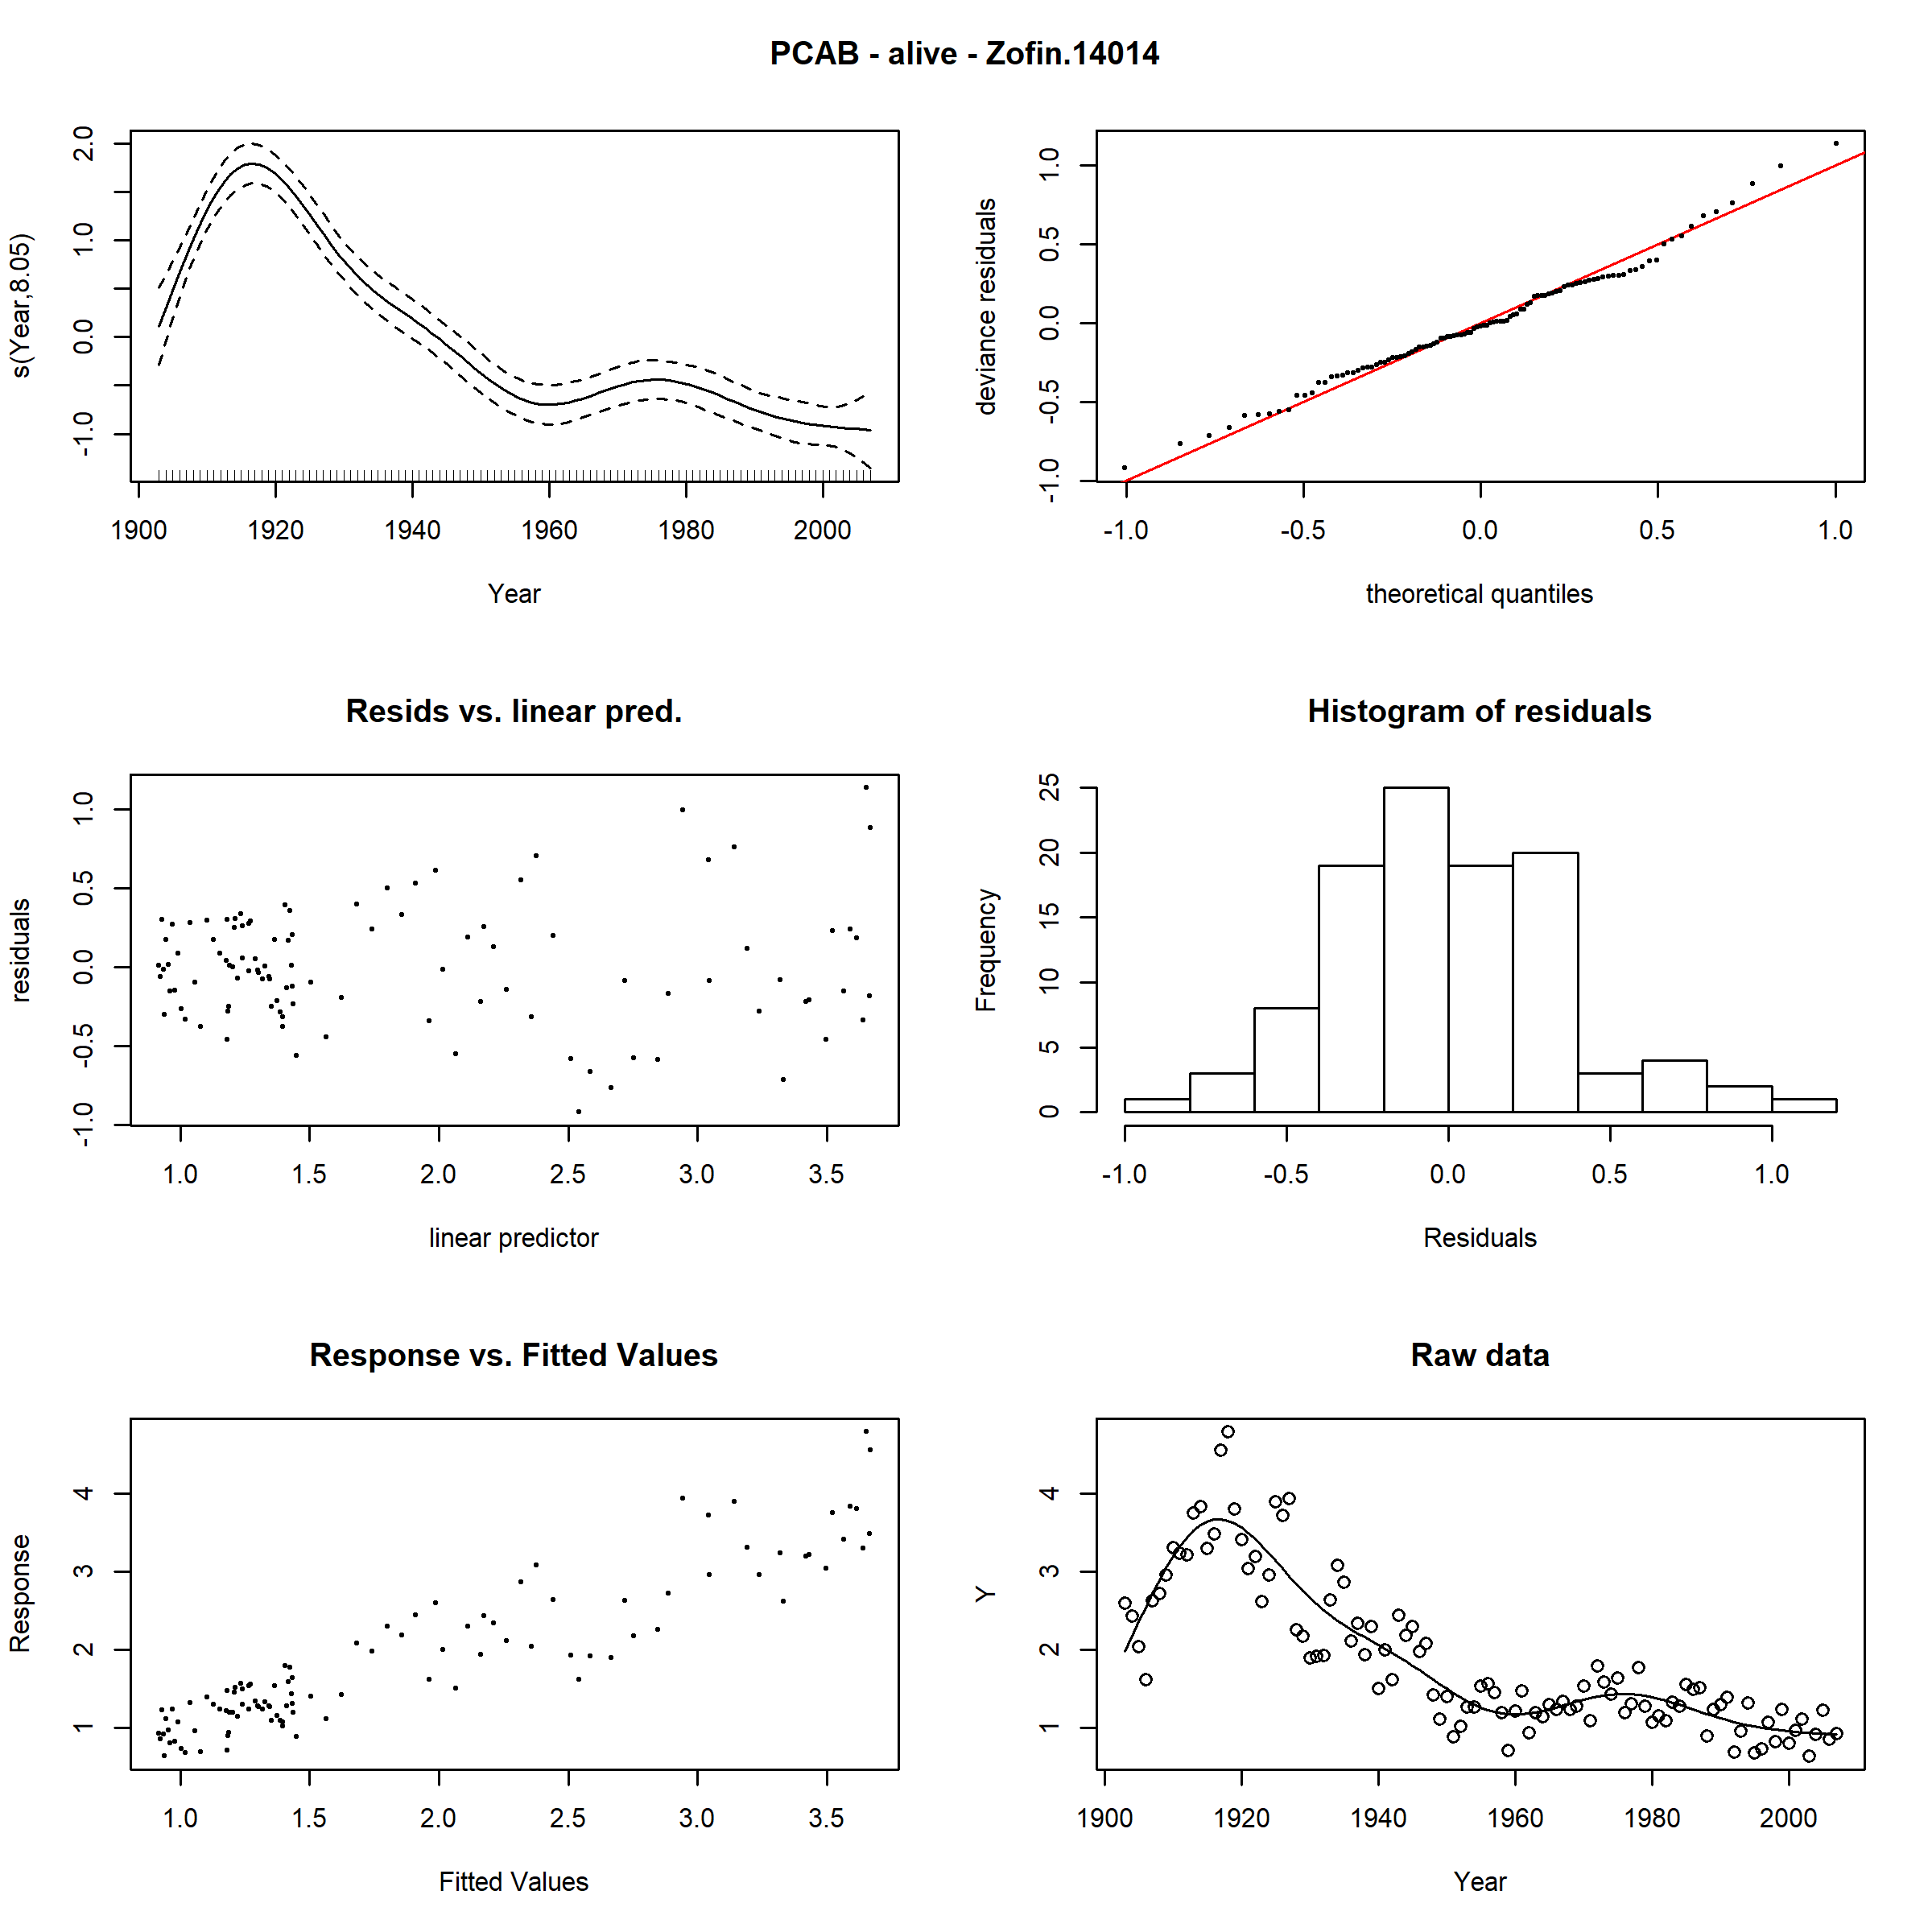 PCAB - alive - Zofin.14014
s(Year,8.05)
-1.0 0.0 1.0 2.0
1900 1920 1940 1960 1980 2000
Year
deviance residuals
-1.0 -0.5 0.0 0.5 1.0
-1.0 -0.5 0.0 0.5 1.0
theoretical quantiles
Resids vs. linear pred.
residuals
-1.0 -0.5 0.0 0.5 1.0
1.0 1.5 2.0 2.5 3.0 3.5
linear predictor
Histogram of residuals
Frequency
0 5 10 15 20 25
-1.0 -0.5 0.0 0.5 1.0
Residuals
Response vs. Fitted Values
Response
1 2 3 4
1.0 1.5 2.0 2.5 3.0 3.5
Fitted Values
Raw data
Y
1 2 3 4
1900 1920 1940 1960 1980 2000
Year